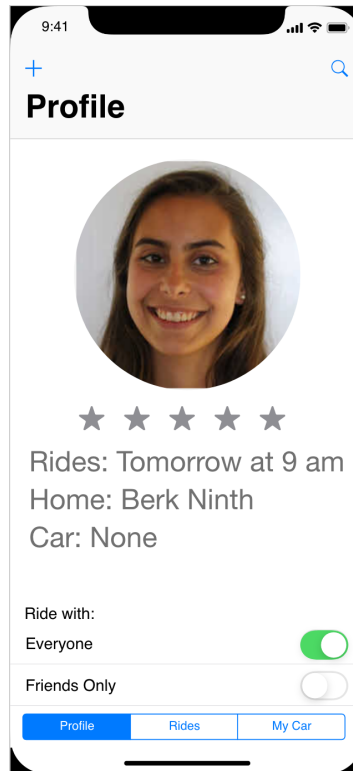 9:41
Profile
Rides: Tomorrow at 9 am
Home: Berk Ninth
Car: None
Ride with:
Everyone
Friends Only
Profile Rides My Car